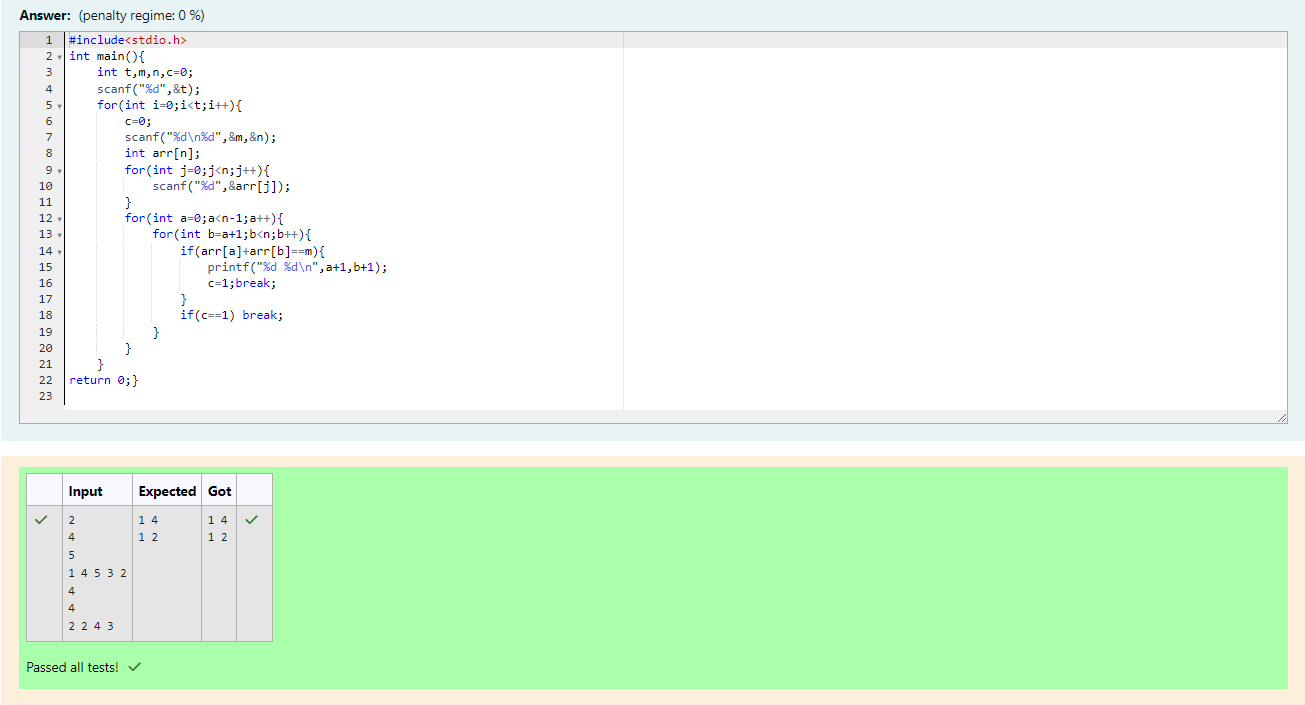 Answer: (penalty regime: 0 %)
1 #include<stdio.h>
2 int main(){
3     int t,m,n,c=0;
4     scanf("%d",&t);
5     for(int i=0;i<t;i++){
6         c=0;
7         scanf("%d\n%d",&m,&n);
8         int arr[n];
9         for(int j=0;j<n;j++){
10             scanf("%d",&arr[j]);
11         }
12         for(int a=0;a<n-1;a++){
13             for(int b=a+1;b<n;b++){
14                 if(arr[a]+arr[b]==m){
15                     printf("%d %d\n",a+1,b+1);
16                     c=1;break;
17                 }
18                 if(c==1) break;
19             }
20         }
21     }
22 return 0;}
23
Input Expected Got
2 1 4 1 4
4 1 2 1 2
5
1 4 5 3 2
4
4
2 2 4 3
Passed all tests!